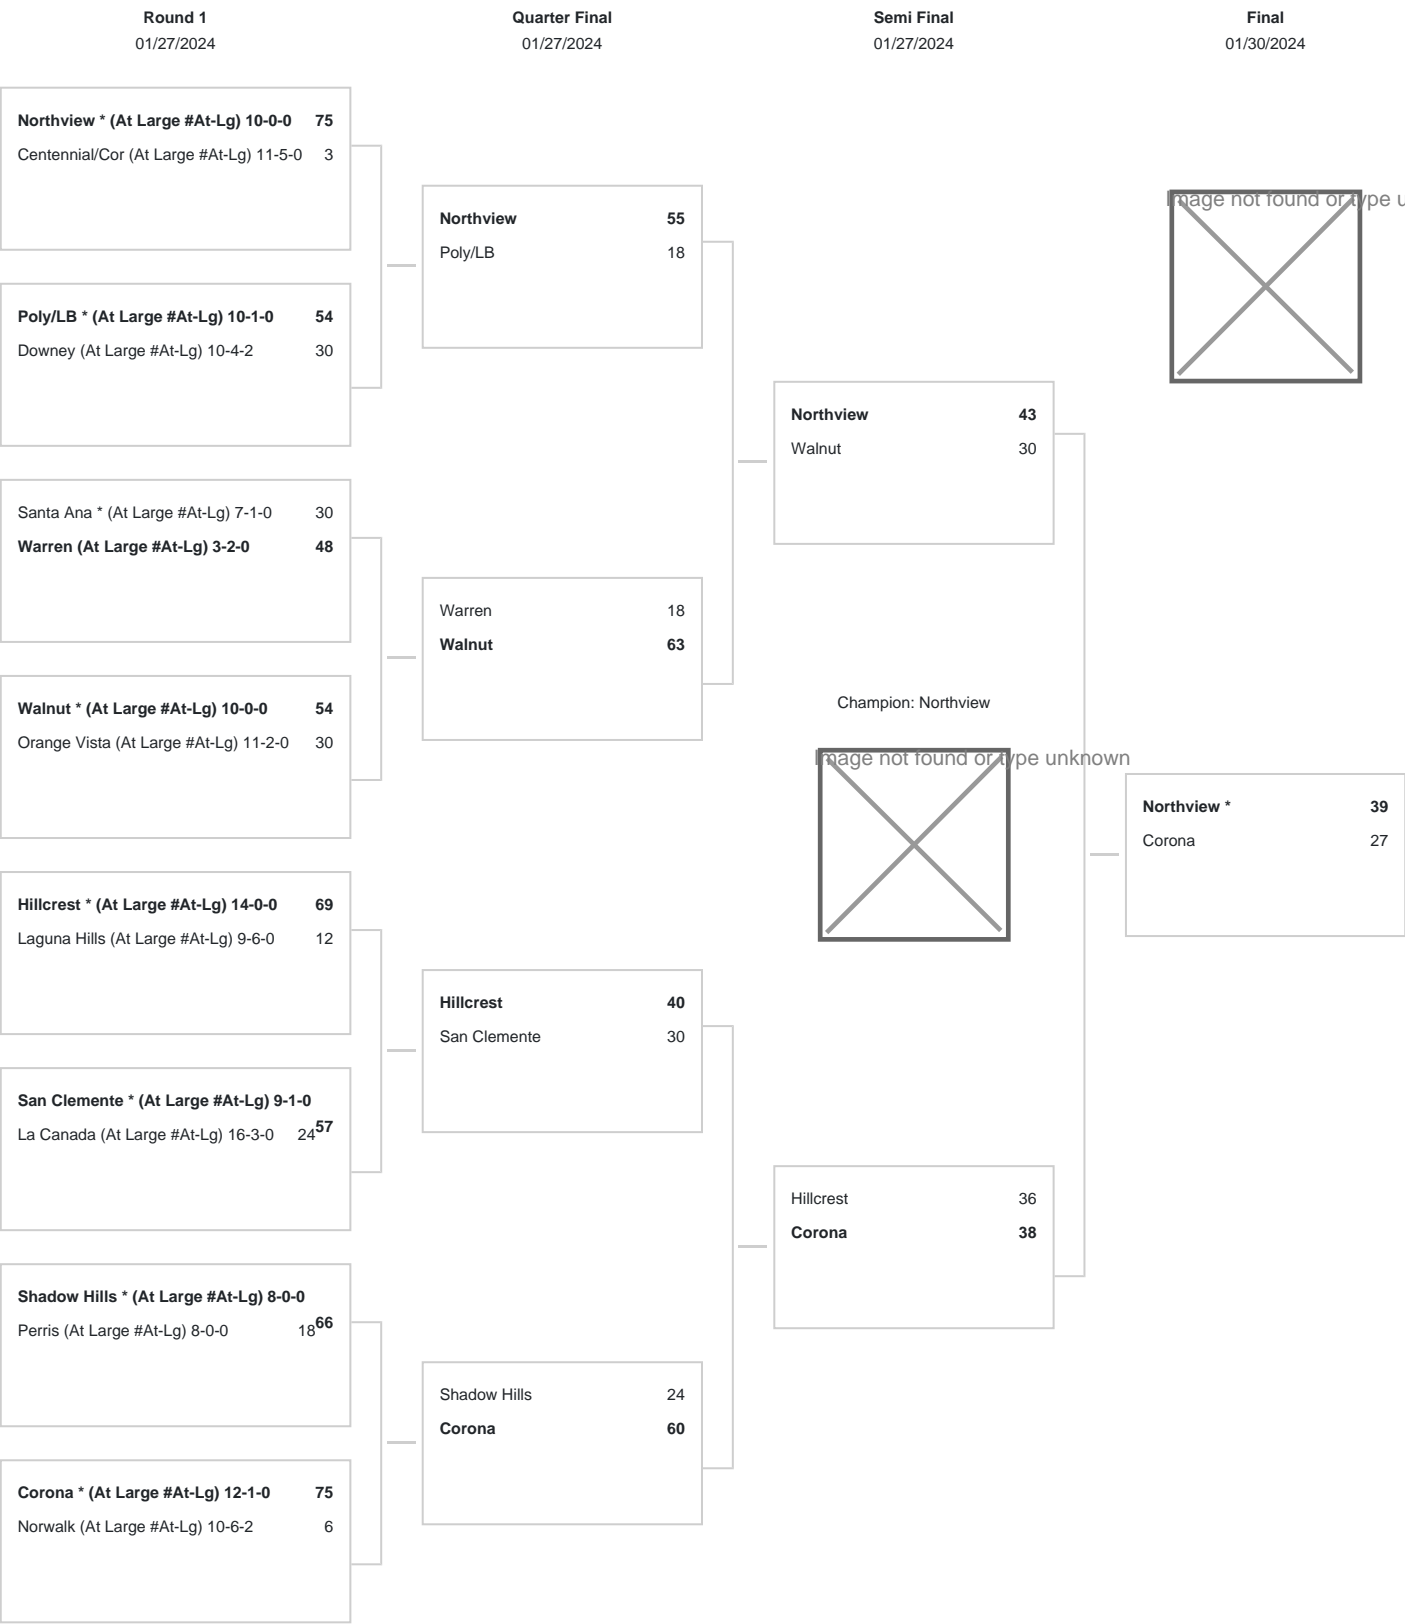 Round 1
01/27/2024
Quarter Final
01/27/2024
Semi Final
01/27/2024
Final
01/30/2024
Northview * (At Large #At-Lg) 10-0-0 75
Centennial/Cor (At Large #At-Lg) 11-5-0 3
Poly/LB * (At Large #At-Lg) 10-1-0 54
Downey (At Large #At-Lg) 10-4-2 30
Santa Ana * (At Large #At-Lg) 7-1-0 30
Warren (At Large #At-Lg) 3-2-0 48
Walnut * (At Large #At-Lg) 10-0-0 54
Orange Vista (At Large #At-Lg) 11-2-0 30
Hillcrest * (At Large #At-Lg) 14-0-0 69
Laguna Hills (At Large #At-Lg) 9-6-0 12
San Clemente * (At Large #At-Lg) 9-1-0 57
La Canada (At Large #At-Lg) 16-3-0 24
Shadow Hills * (At Large #At-Lg) 8-0-0 66
Perris (At Large #At-Lg) 8-0-0 18
Corona * (At Large #At-Lg) 12-1-0 75
Norwalk (At Large #At-Lg) 10-6-2 6
Northview 55
Poly/LB 18
Warren 18
Walnut 63
Hillcrest 40
San Clemente 30
Shadow Hills 24
Corona 60
Northview 43
Walnut 30
Champion: Northview
Image not found or type unknown
Hillcrest 36
Corona 38
Image not found or type u
Northview * 39
Corona 27